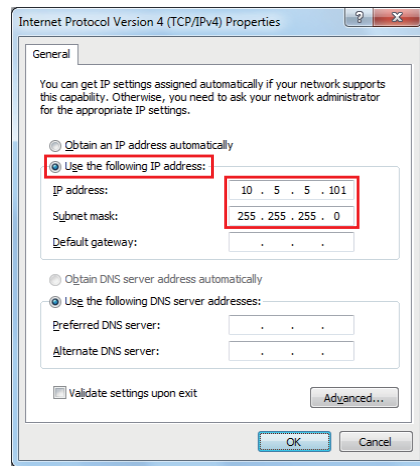 Internet Protocol Version 4 (TCP/IPv4) Properties
General
You can get IP settings assigned automatically if your network supports
this capability. Otherwise, you need to ask your network administrator
for the appropriate IP settings.
Obtain an IP address automatically
Use the following IP address:
IP address: 10 . 5 . 5 . 101
Subnet mask: 255 . 255 . 255 . 0
Default gateway: . . .
Obtain DNS server address automatically
Use the following DNS server addresses:
Preferred DNS server: . . .
Alternate DNS server: . . .
Validate settings upon exit
Advanced...
OK Cancel